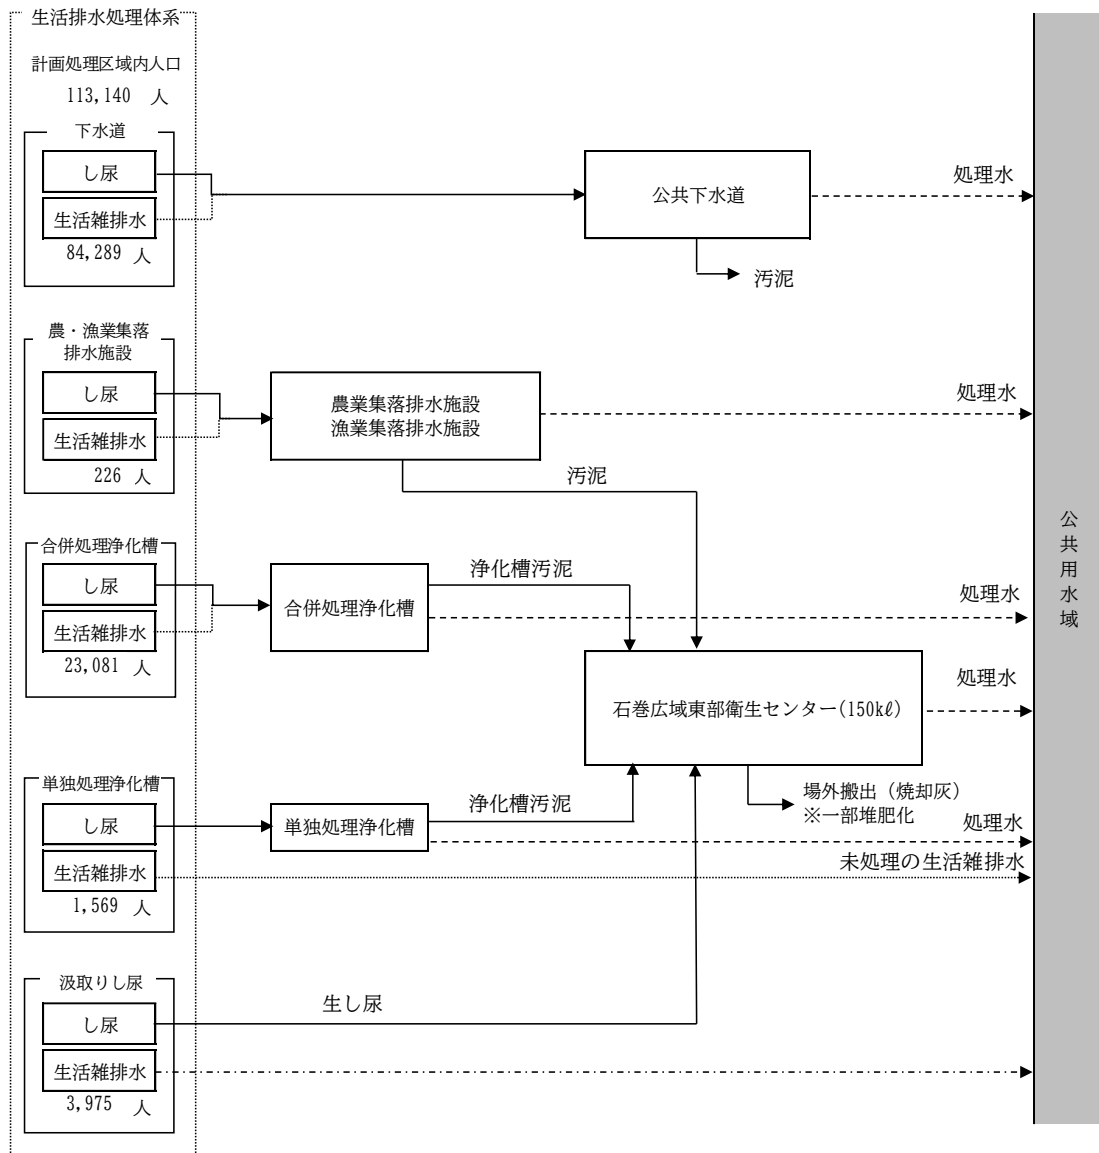 生活排水処理体系
計画処理区域内人口
113,140 人
下水道
し尿
生活雑排水
84,289 人
公共下水道
処理水
汚泥
農・漁業集落
排水施設
し尿
生活雑排水
226 人
農業集落排水施設
漁業集落排水施設
処理水
汚泥
合併処理浄化槽
し尿
生活雑排水
23,081 人
合併処理浄化槽
浄化槽汚泥
処理水
石巻広域東部衛生センター(150kℓ)
処理水
場外搬出（焼却灰）
※一部堆肥化
単独処理浄化槽
し尿
生活雑排水
1,569 人
単独処理浄化槽
浄化槽汚泥
処理水
未処理の生活雑排水
汲取りし尿
し尿
生活雑排水
3,975 人
生し尿
公共用水域